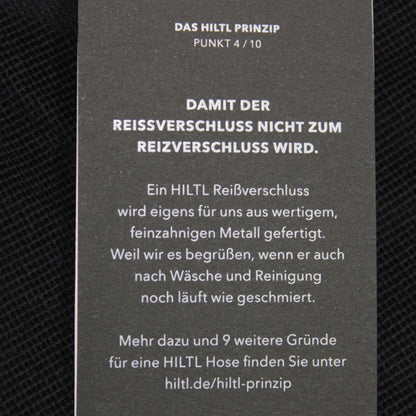 DAS HILTL PRINZIP
PUNKT 4 / 10
DAMIT DER
REISSVERSCHLUSS NICHT ZUM
REIZVERSCHLUSS WIRD.
Ein HILTL Reißverschluss
wird eigens für uns aus wertigem,
feinzahnigen Metall gefertigt.
Weil wir es begrüßen, wenn er auch
nach Wäsche und Reinigung
noch läuft wie geschmiert.
Mehr dazu und 9 weitere Gründe
für eine HILTL Hose finden Sie unter
hiltl.de/hiltl-prinzip